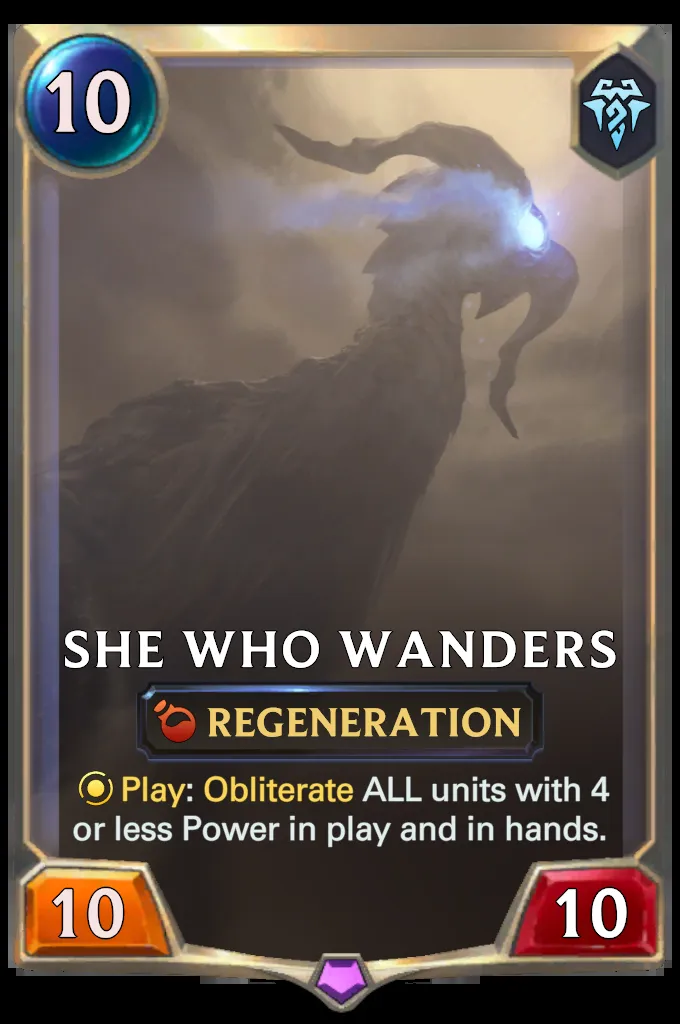 10
SHE WHO WANDERS
REGENERATION
Play: Obliterate ALL units with 4
or less Power in play and in hands.
10
10